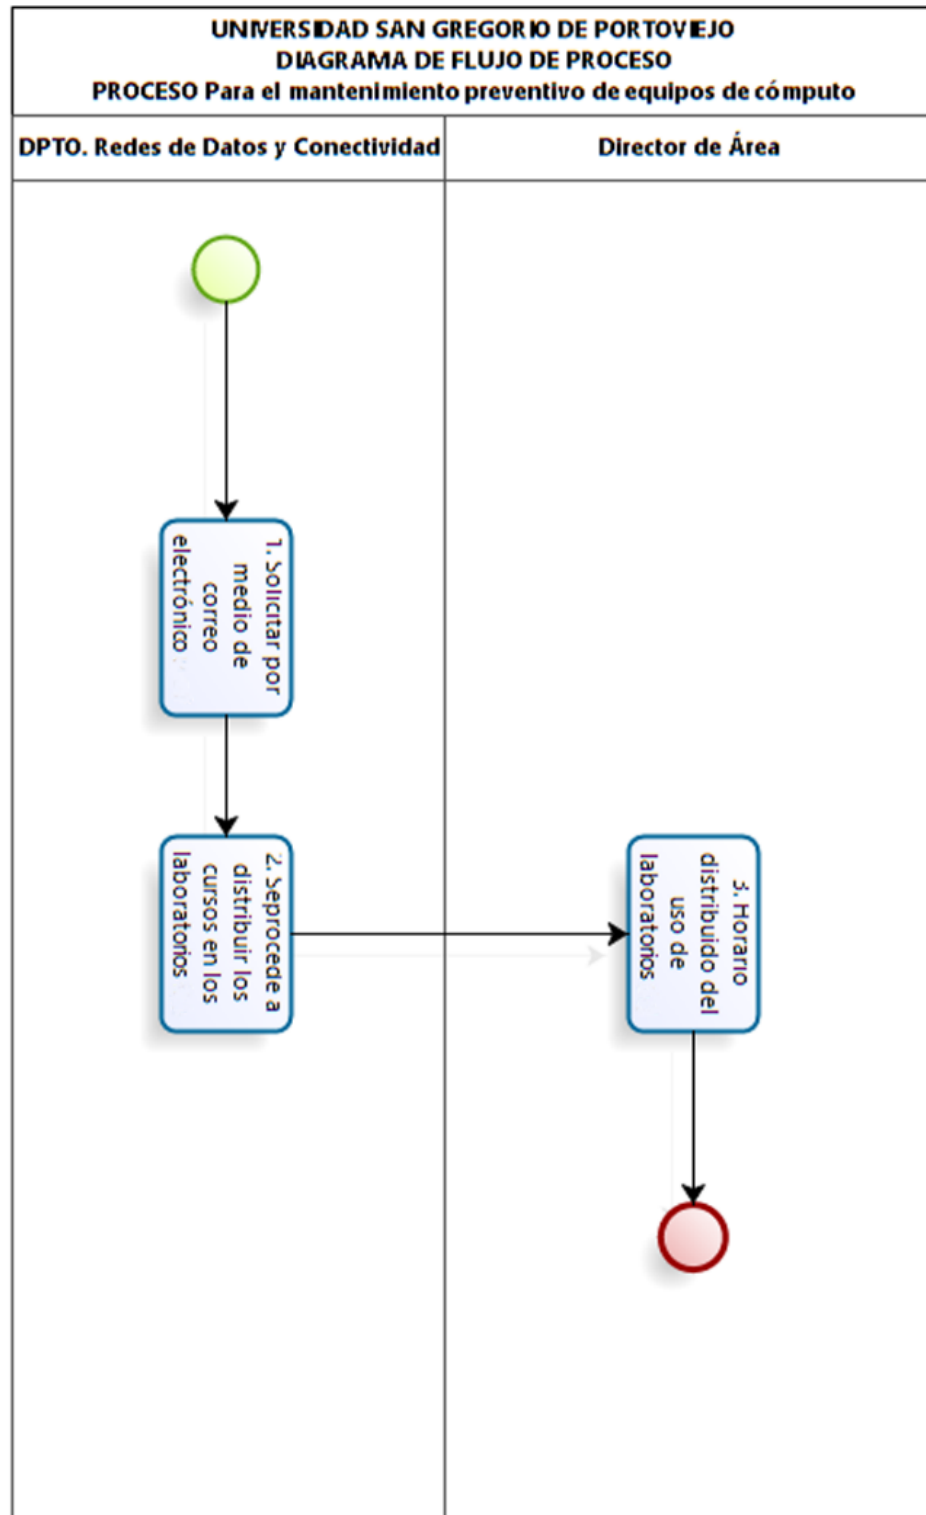 UNIVERSIDAD SAN GREGORIO DE PORTOVIEJO
DIAGRAMA DE FLUJO DE PROCESO
PROCESO Para el mantenimiento preventivo de equipos de cómputo
DPTO. Redes de Datos y Conectividad
Director de Área
1. Solicitar por
medio de
correo
electrónico
2. Seprocede a
distribuir los
cursos en los
laboratorios
3. Horario
distribuido del
uso de
laboratorios